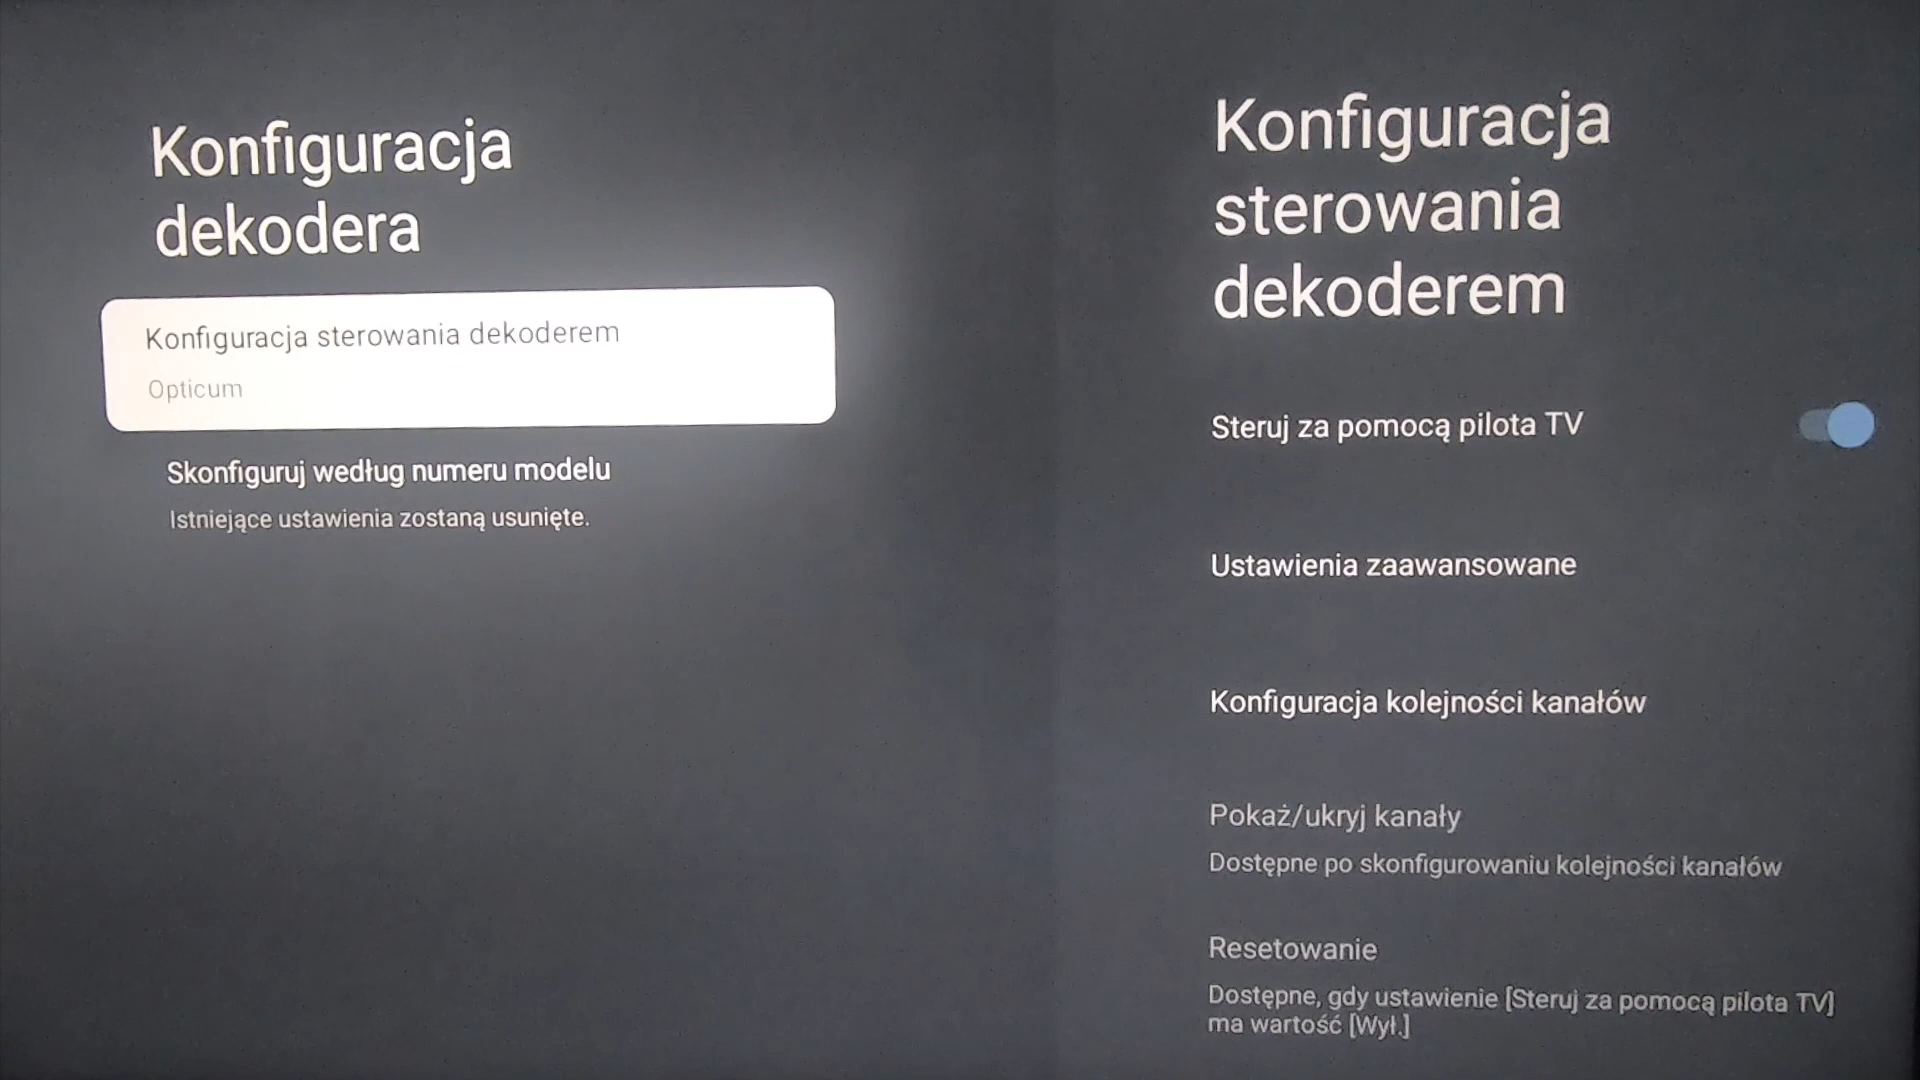 Konfiguracja
dekodera
Konfiguracja sterowania dekoderem
Opticum
Skonfiguruj według numeru modelu
Istniejące ustawienia zostaną usunięte.
Konfiguracja
sterowania
dekoderem
Steruj za pomocą pilota TV
Ustawienia zaawansowane
Konfiguracja kolejności kanałów
Pokaż/ukryj kanały
Dostępne po skonfigurowaniu kolejności kanałów
Resetowanie
Dostępne, gdy ustawienie [Steruj za pomocą pilota TV]
ma wartość [Wył.]